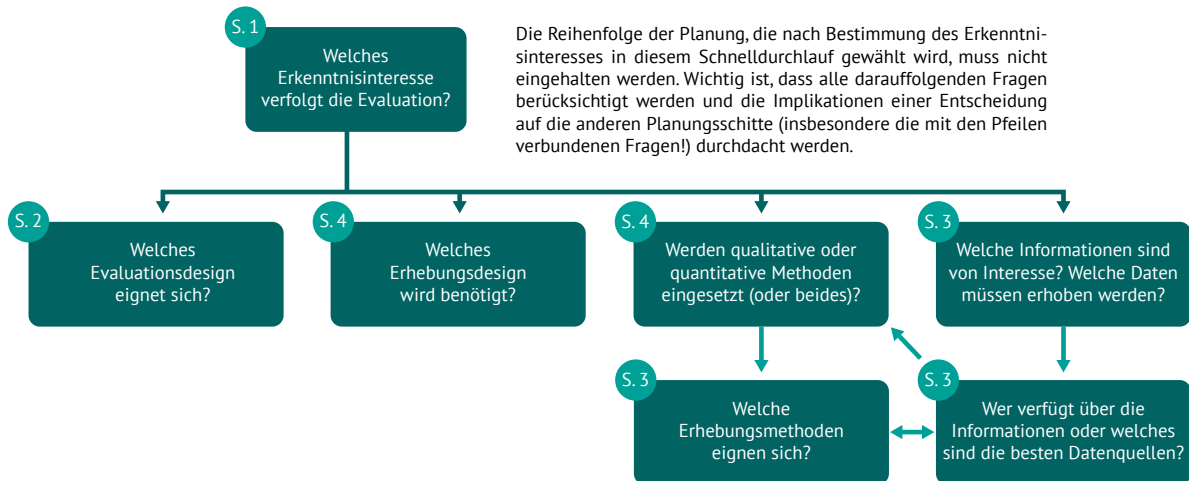 S. 1
Welches
Erkenntnisinteresse
verfolgt die Evaluation?
Die Reihenfolge der Planung, die nach Bestimmung des Erkenntni-
sinteresses in diesem Schnelldurchlauf gewählt wird, muss nicht
eingehalten werden. Wichtig ist, dass alle darauffolgenden Fragen
berücksichtigt werden und die Implikationen einer Entscheidung
auf die anderen Planungsschitte (insbesondere die mit den Pfeilen
verbundenen Fragen!) durchdacht werden.
S. 2
Welches
Evaluationsdesign
eignet sich?
S. 4
Welches
Erhebungsdesign
wird benötigt?
S. 4
Werden qualitative oder
quantitative Methoden
eingesetzt (oder beides)?
S. 3
Welche Informationen sind
von Interesse? Welche Daten
müssen erhoben werden?
S. 3
Welche
Erhebungsmethoden
eignen sich?
S. 3
Wer verfügt über die
Informationen oder welches
sind die besten Datenquellen?